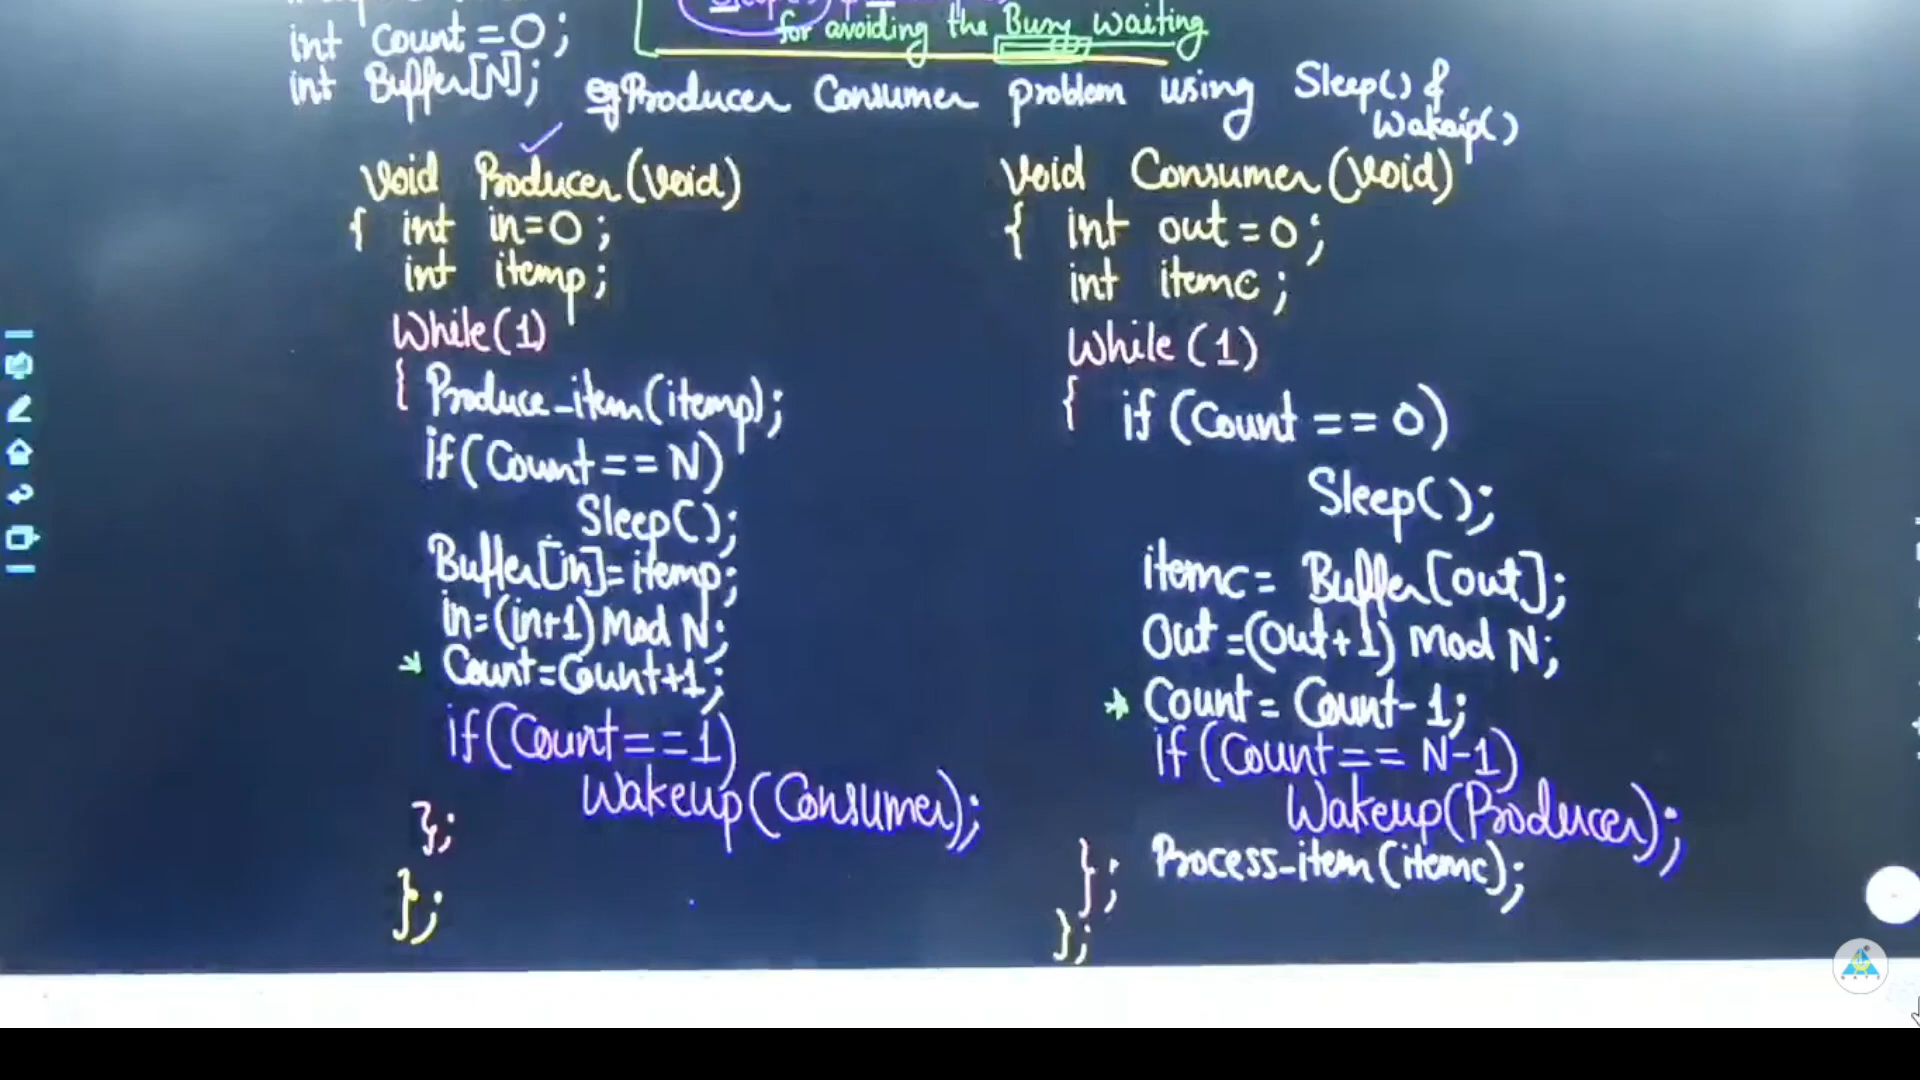 int count = 0 ;
int Buffer[N];
for avoiding the Busy Waiting
eg Producer Consumer problem using Sleep() &
Wakeup()
Void Producer (Void)
{ int in=0 ;
int itemp;
While(1)
{ Produce-item(itemp);
if(Count == N)
Sleep();
Buffer[in]=itemp;
in=(in+1) Mod N;
Count=Count+1;
if(Count==1)
Wakeup(Consumer);
};
};
Void Consumer (Void)
{ int out = 0 ;
int itemc ;
While (1)
{ if (Count == 0)
Sleep();
itemc = Buffer[out];
Out =(out+1) Mod N;
Count = Count - 1;
if (Count == N-1)
Wakeup(Producer);
}; Process-item(itemc);
};